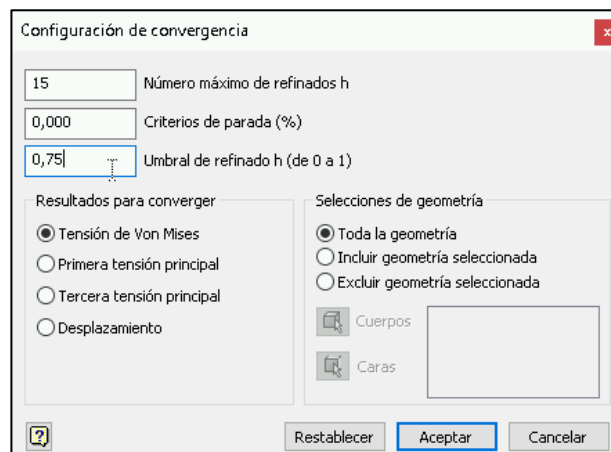 Configuración de convergencia
x
15 Número máximo de refinados h
0,000 Criterios de parada (%)
0,75 Umbral de refinado h (de 0 a 1)
Resultados para converger
Tensión de Von Mises
Primera tensión principal
Tercera tensión principal
Desplazamiento
Selecciones de geometría
Toda la geometría
Incluir geometría seleccionada
Excluir geometría seleccionada
Cuerpos
Caras
?
Restablecer Aceptar Cancelar